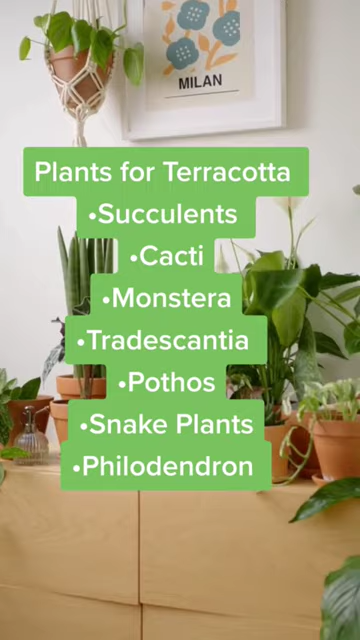 MILAN
Plants for Terracotta
•Succulents
•Cacti
•Monstera
•Tradescantia
•Pothos
•Snake Plants
•Philodendron